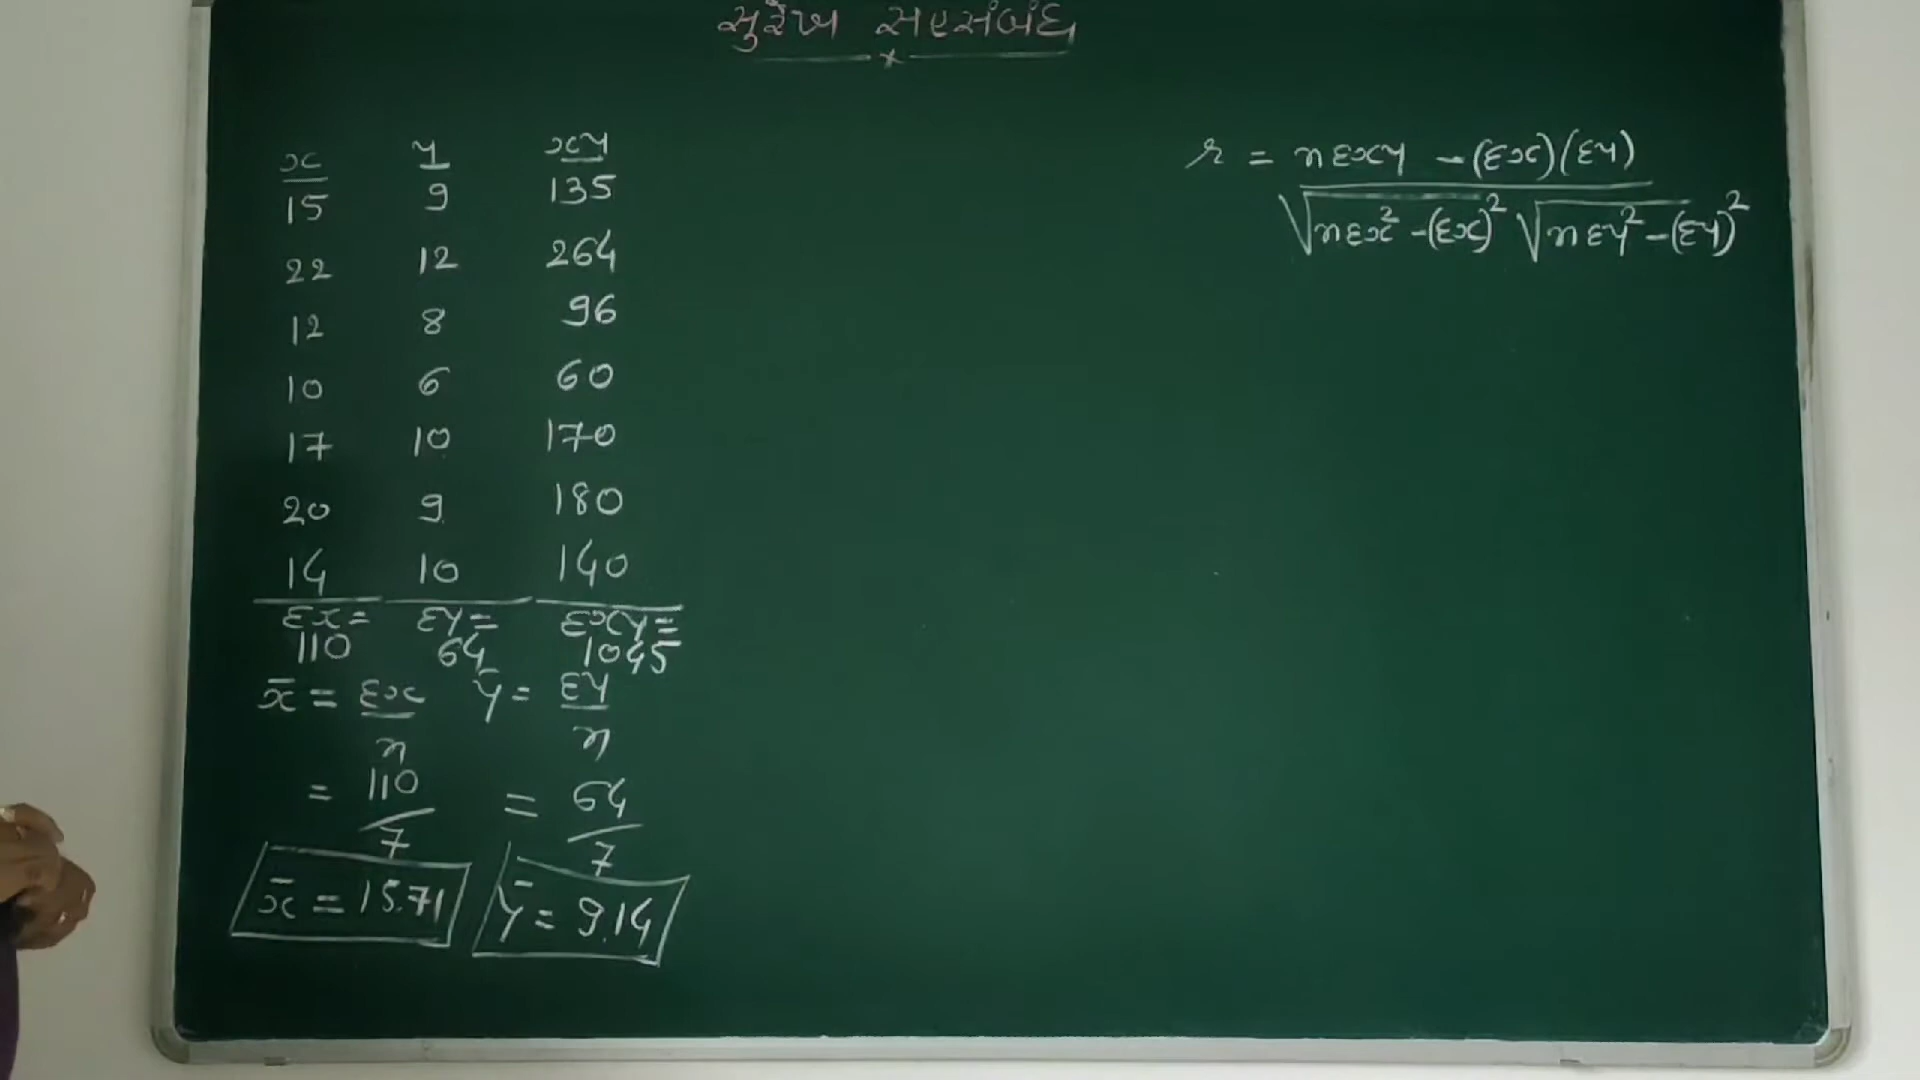 સુરેખ સહસંબંધ
x y xy
15 9 135
22 12 264
12 8 96
10 6 60
17 10 170
20 9 180
14 10 140
Σx= Σy= Σxy=
110 64 1045
x̄ = Σx/n ȳ = Σy/n
= 110/7 = 64/7
x̄ = 15.71 ȳ = 9.14
r = nΣxy - (Σx)(Σy)
√nΣx² - (Σx)² √nΣy² - (Σy)²